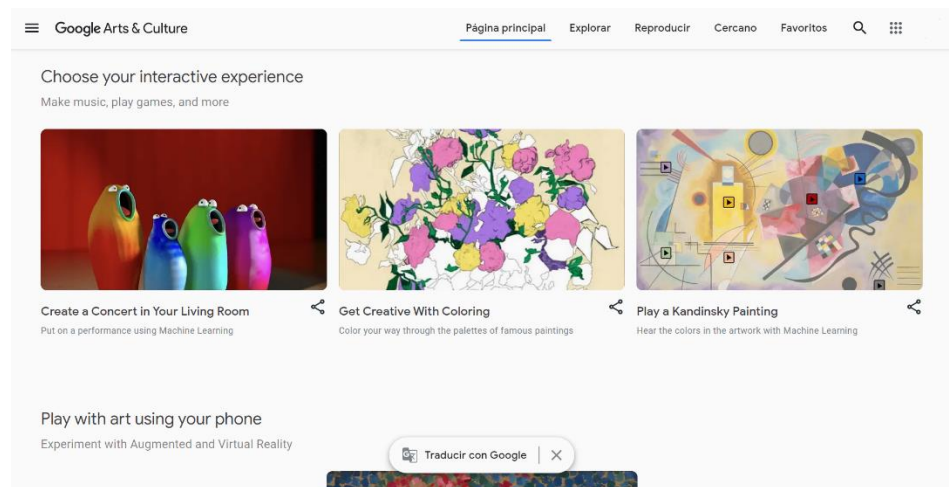 Google Arts & Culture
Página principal Explorar Reproducir Cercano Favoritos
Choose your interactive experience
Make music, play games, and more
Create a Concert in Your Living Room
Put on a performance using Machine Learning
Get Creative With Coloring
Color your way through the palettes of famous paintings
Play a Kandinsky Painting
Hear the colors in the artwork with Machine Learning
Play with art using your phone
Experiment with Augmented and Virtual Reality
Traducir con Google